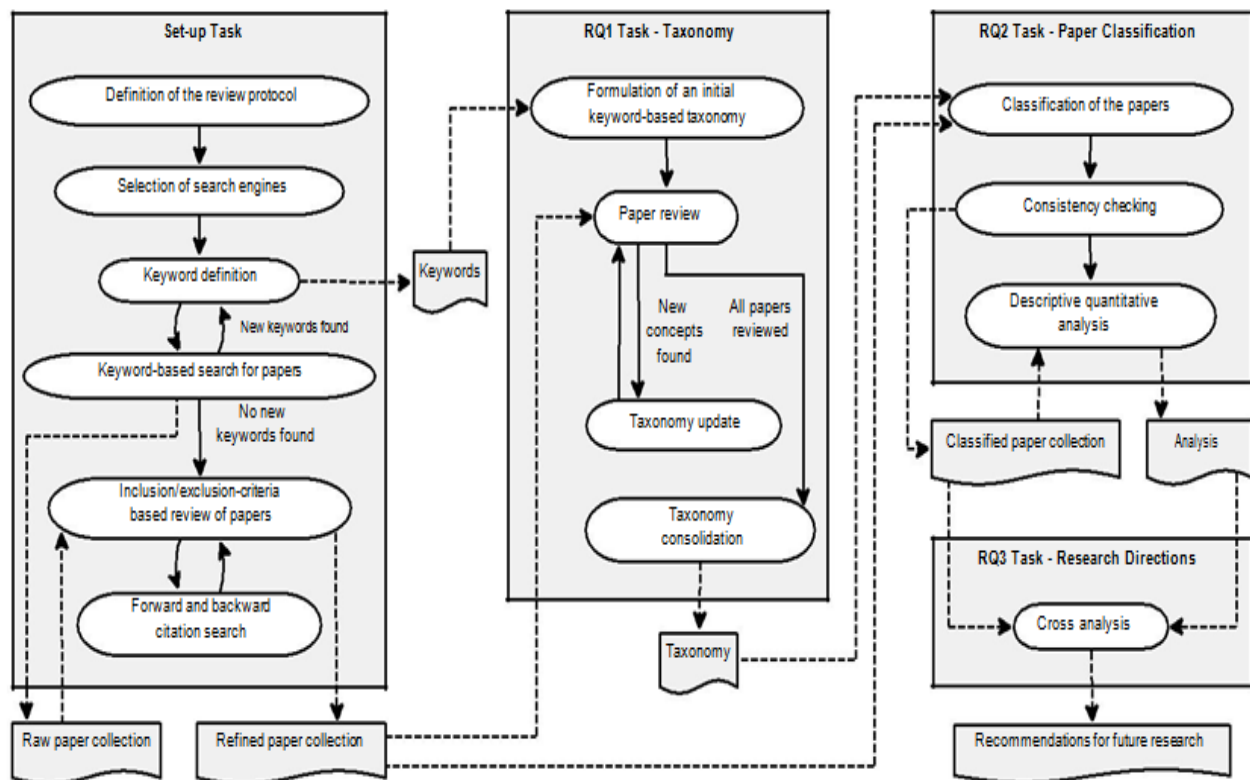 Set-up Task
Definition of the review protocol
Selection of search engines
Keyword definition
New keywords found
Keyword-based search for papers
No new
keywords found
Inclusion/exclusion-criteria
based review of papers
Forward and backward
citation search
Raw paper collection
Refined paper collection
Keywords
RQ1 Task - Taxonomy
Formulation of an initial
keyword-based taxonomy
Paper review
New
concepts
found
All papers
reviewed
Taxonomy update
Taxonomy
consolidation
Taxonomy
RQ2 Task - Paper Classification
Classification of the papers
Consistency checking
Descriptive quantitative
analysis
Classified paper collection
Analysis
RQ3 Task - Research Directions
Cross analysis
Recommendations for future research